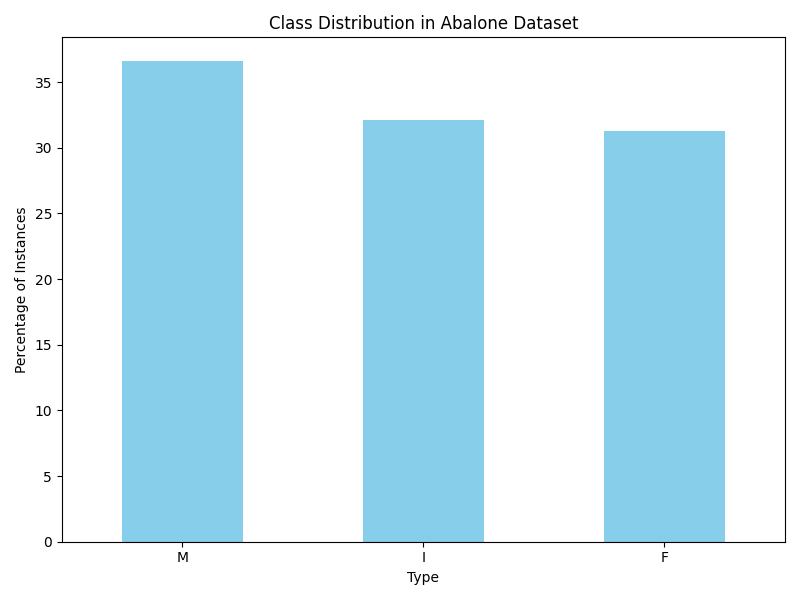 Class Distribution in Abalone Dataset
Percentage of Instances
35
30
25
20
15
10
5
0
M I F
Type